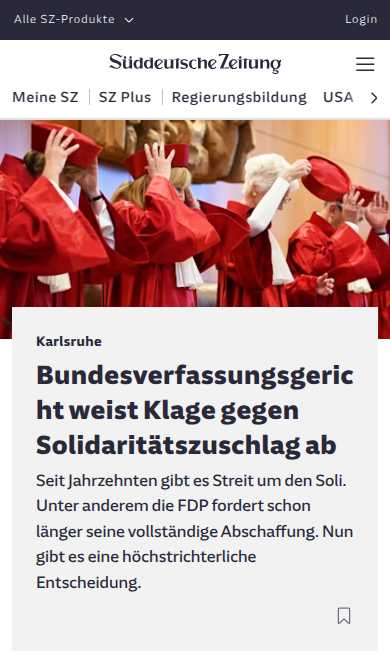 Alle SZ-Produkte
Login
Süddeutsche Zeitung
Meine SZ
SZ Plus
Regierungsbildung
USA
Karlsruhe
Bundesverfassungsgeric
ht weist Klage gegen
Solidaritätszuschlag ab
Seit Jahrzehnten gibt es Streit um den Soli.
Unter anderem die FDP fordert schon
länger seine vollständige Abschaffung. Nun
gibt es eine höchstrichterliche
Entscheidung.